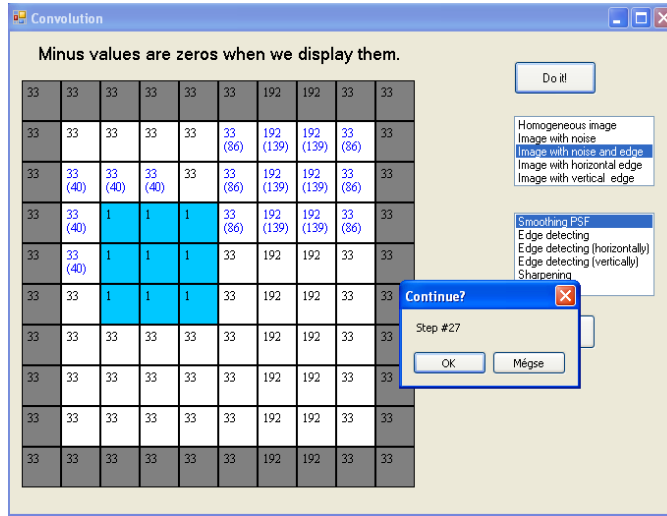 Convolution
Minus values are zeros when we display them.
Do it!
33 33 33 33 33 33 192 192 33 33
33 33 33 33 33 33 192 192 33 33
(86) (139) (139) (86)
33 33 33 33 33 33 192 192 33 33
(40) (40) (40) (86) (139) (139) (86)
33 33 1 1 1 33 192 192 33 33
(40) (86) (139) (139) (86)
33 33 1 1 1 33 192 192 33 33
(40)
33 33 1 1 1 33 192 192
33 33 33 33 33 33 192 192 33 33
33 33 33 33 33 33 192 192 33 33
33 33 33 33 33 33 192 192 33 33
33 33 33 33 33 33 192 192 33 33
Homogeneous image
Image with noise
Image with noise and edge
Image with horizontal edge
Image with vertical edge
Smoothing PSF
Edge detecting
Edge detecting (horizontally)
Edge detecting (vertically)
Sharpening
Continue?
Step #27
OK Mégse